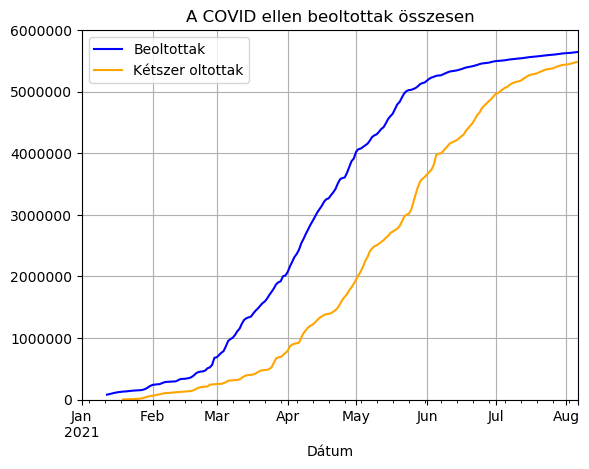 A COVID ellen beoltottak összesen
Beoltottak
Kétszer oltottak
6000000
5000000
4000000
3000000
2000000
1000000
0
Jan Feb Mar Apr May Jun Jul Aug
2021
Dátum